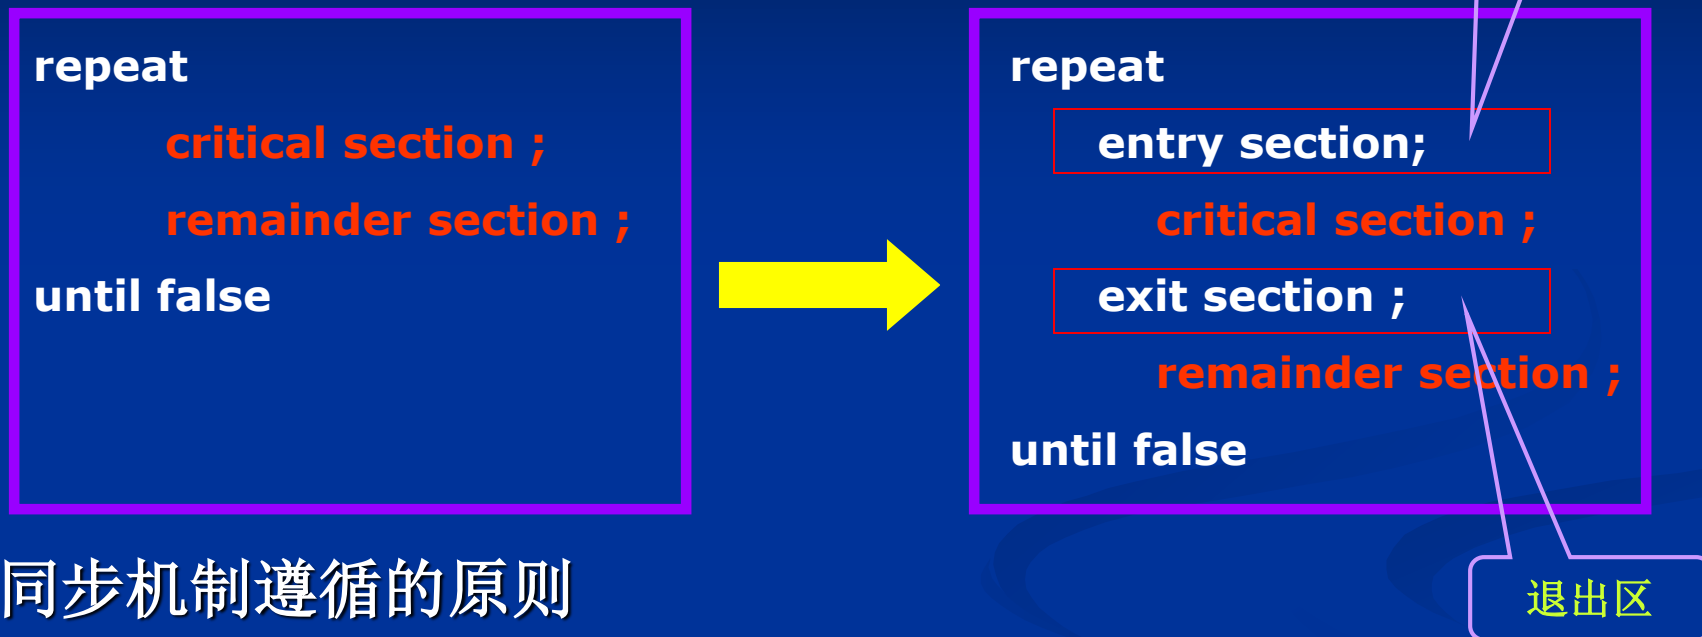 repeat
critical section ;
remainder section ;
until false
repeat
entry section;
critical section ;
exit section ;
remainder section ;
until false
同步机制遵循的原则
退出区